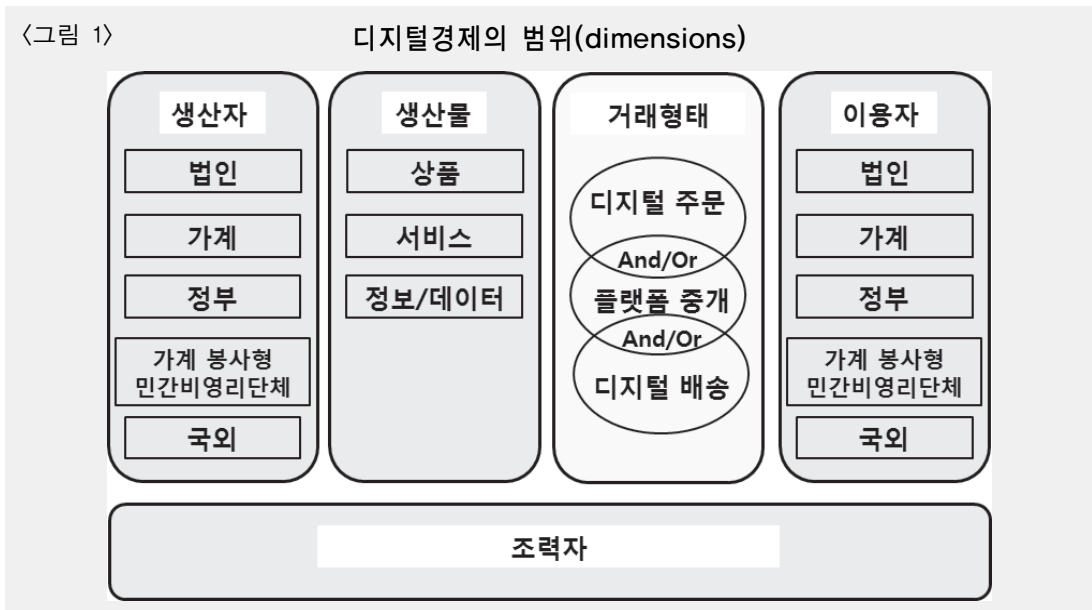 〈그림 1〉
디지털경제의 범위(dimensions)
생산자
법인
가계
정부
가계 봉사형
민간비영리단체
국외
생산물
상품
서비스
정보/데이터
거래형태
디지털 주문
And/Or
플랫폼 중개
And/Or
디지털 배송
이용자
법인
가계
정부
가계 봉사형
민간비영리단체
국외
조력자